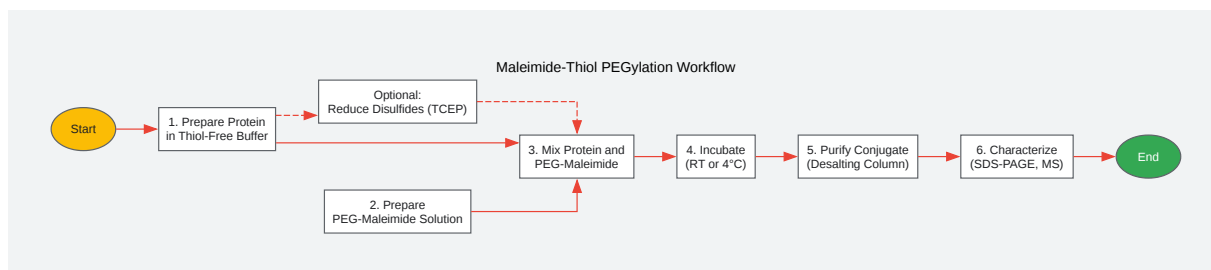 Maleimide-Thiol PEGylation Workflow
Start
1. Prepare Protein
in Thiol-Free Buffer
Optional:
Reduce Disulfides (TCEP)
2. Prepare
PEG-Maleimide Solution
3. Mix Protein and
PEG-Maleimide
4. Incubate
(RT or 4°C)
5. Purify Conjugate
(Desalting Column)
6. Characterize
(SDS-PAGE, MS)
End